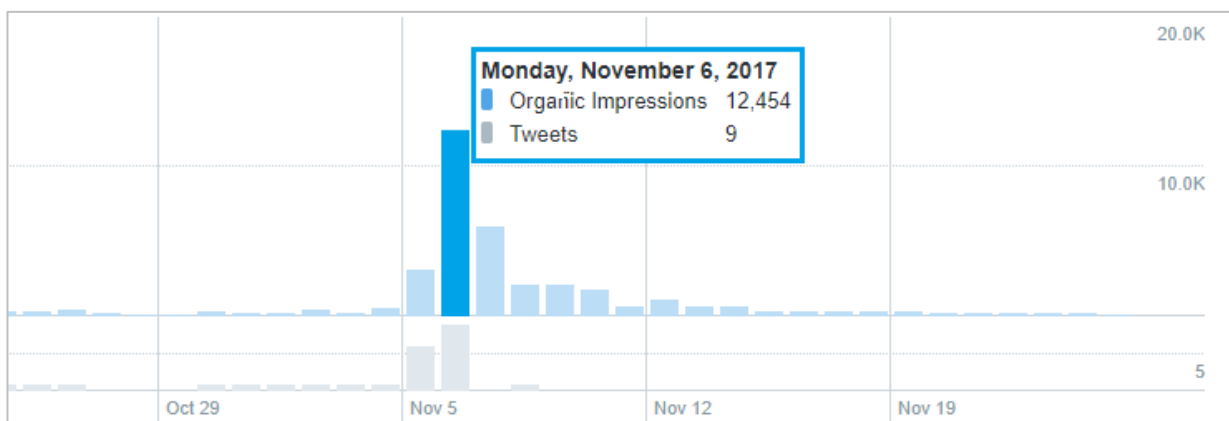 20.0K
Monday, November 6, 2017
Organic Impressions 12,454
Tweets 9
10.0K
5
Oct 29 Nov 5 Nov 12 Nov 19